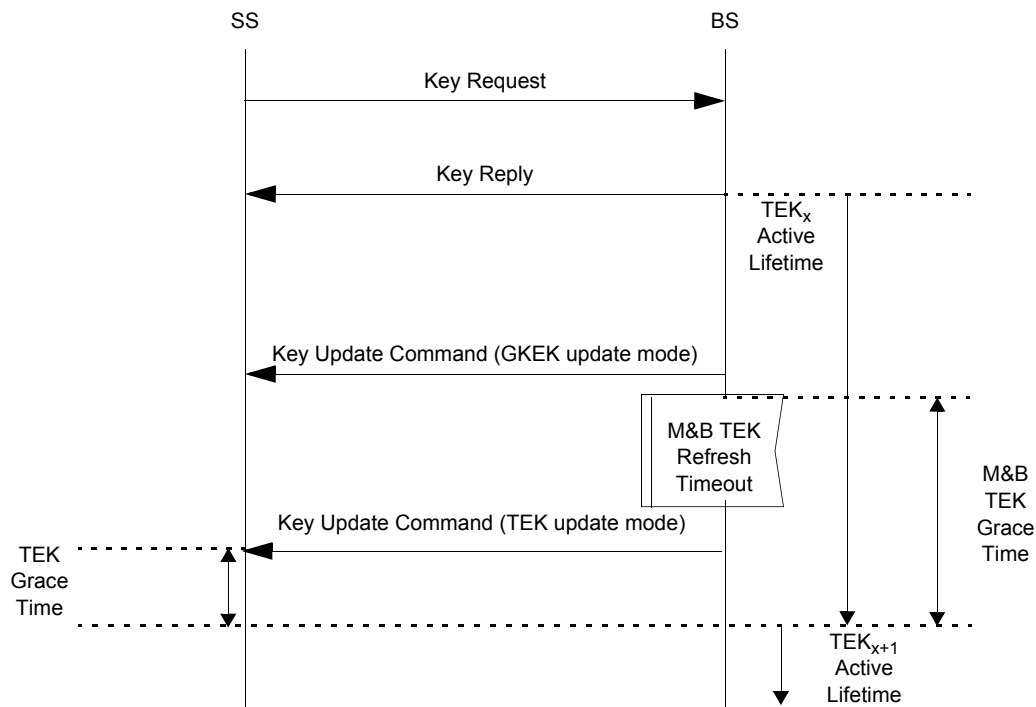 SS
BS
Key Request
Key Reply
TEKx
Active
Lifetime
Key Update Command (GKEK update mode)
M&B TEK
Refresh
Timeout
M&B
TEK
Grace
Time
Key Update Command (TEK update mode)
TEK
Grace
Time
TEKx+1
Active
Lifetime